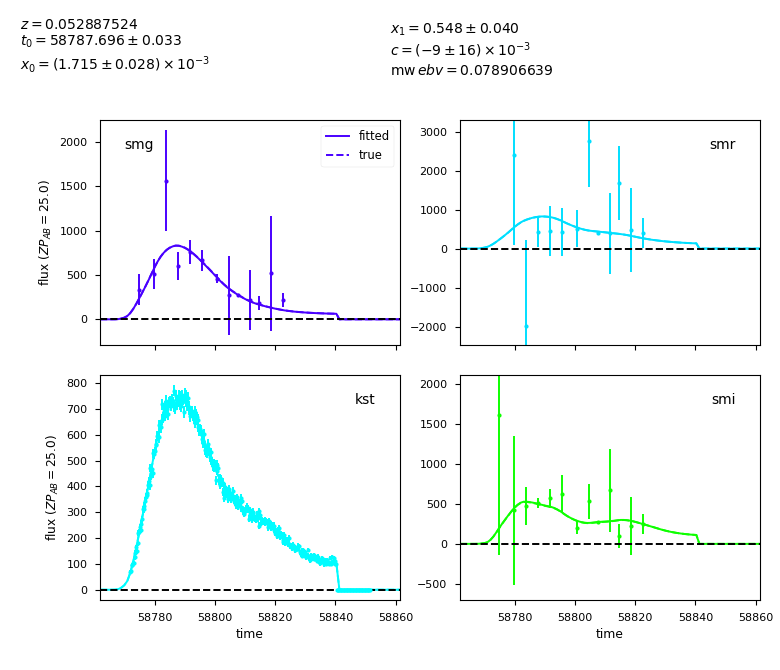 z = 0.052887524
t₀ = 58787.696 ± 0.033
x₀ = (1.715 ± 0.028) × 10⁻³
x₁ = 0.548 ± 0.040
c = (−9 ± 16) × 10⁻³
mwebv = 0.078906639
smg
fitted
true
2000
1500
1000
500
0
flux (ZP_AB = 25.0)
smr
3000
2000
1000
0
−1000
−2000
kst
800
700
600
500
400
300
200
100
0
flux (ZP_AB = 25.0)
58780 58800 58820 58840 58860
time
smi
2000
1500
1000
500
0
−500
58780 58800 58820 58840 58860
time